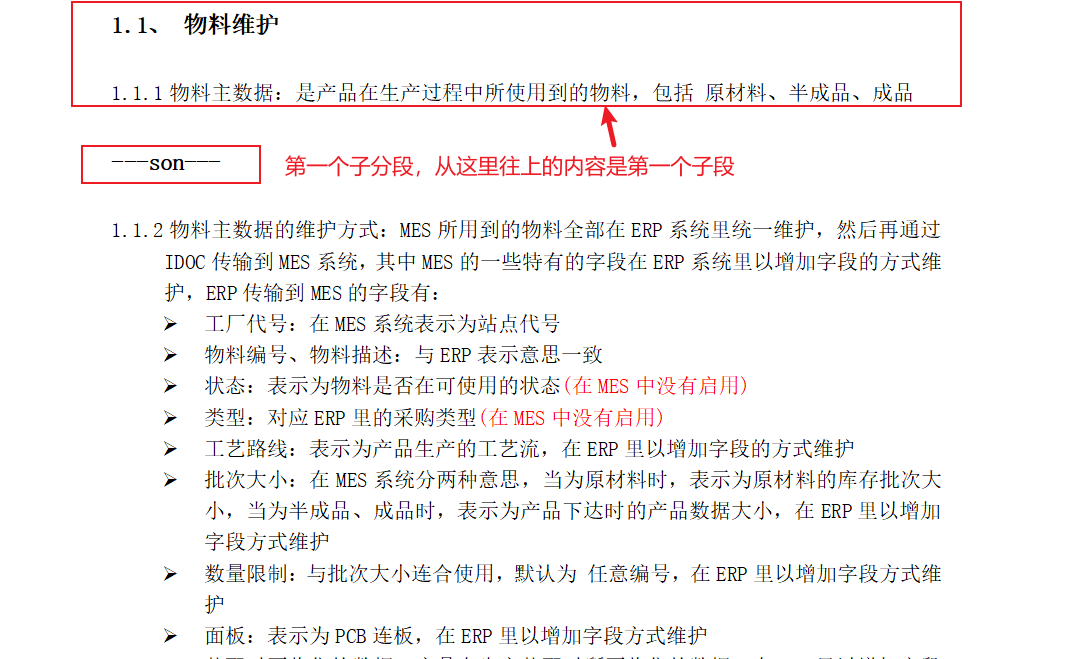 1.1、 物料维护
1.1.1 物料主数据：是产品在生产过程中所使用到的物料，包括 原材料、半成品、成品
---son---
第一个子分段，从这里往上的内容是第一个子段
1.1.2 物料主数据的维护方式：MES 所用到的物料全部在 ERP 系统里统一维护，然后再通过
IDOC 传输到 MES 系统，其中 MES 的一些特有的字段在 ERP 系统里以增加字段的方式维
护，ERP 传输到 MES 的字段有：
➢ 工厂代号：在 MES 系统表示为站点代号
➢ 物料编号、物料描述：与 ERP 表示意思一致
➢ 状态：表示为物料是否在可使用的状态(在 MES 中没有启用)
➢ 类型：对应 ERP 里的采购类型(在 MES 中没有启用)
➢ 工艺路线：表示为产品生产的工艺流，在 ERP 里以增加字段的方式维护
➢ 批次大小：在 MES 系统分两种意思，当为原材料时，表示为原材料的库存批次大
小，当为半成品、成品时，表示为产品下达时的产品数据大小，在 ERP 里以增加
字段方式维护
➢ 数量限制：与批次大小连合使用，默认为 任意编号，在 ERP 里以增加字段方式维
护
➢ 面板：表示为 PCB 连板，在 ERP 里以增加字段方式维护